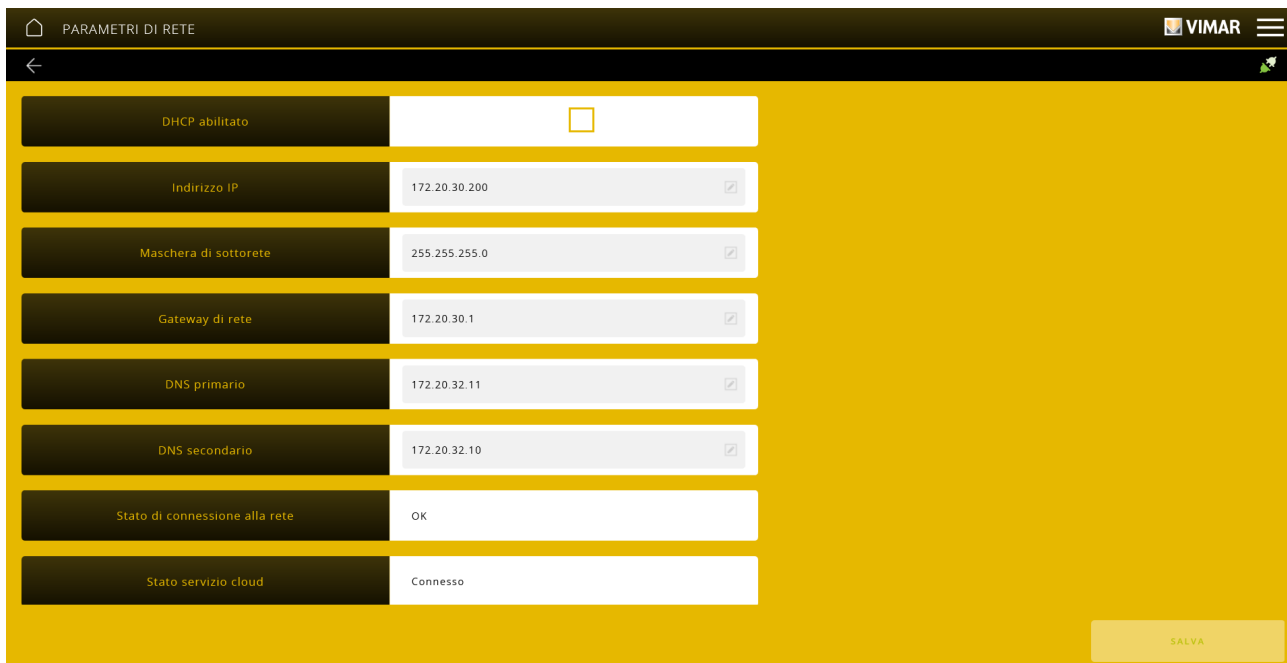 PARAMETRI DI RETE
VIMAR
DHCP abilitato
Indirizzo IP
172.20.30.200
Maschera di sottorete
255.255.255.0
Gateway di rete
172.20.30.1
DNS primario
172.20.32.11
DNS secondario
172.20.32.10
Stato di connessione alla rete
OK
Stato servizio cloud
Connesso
SALVA